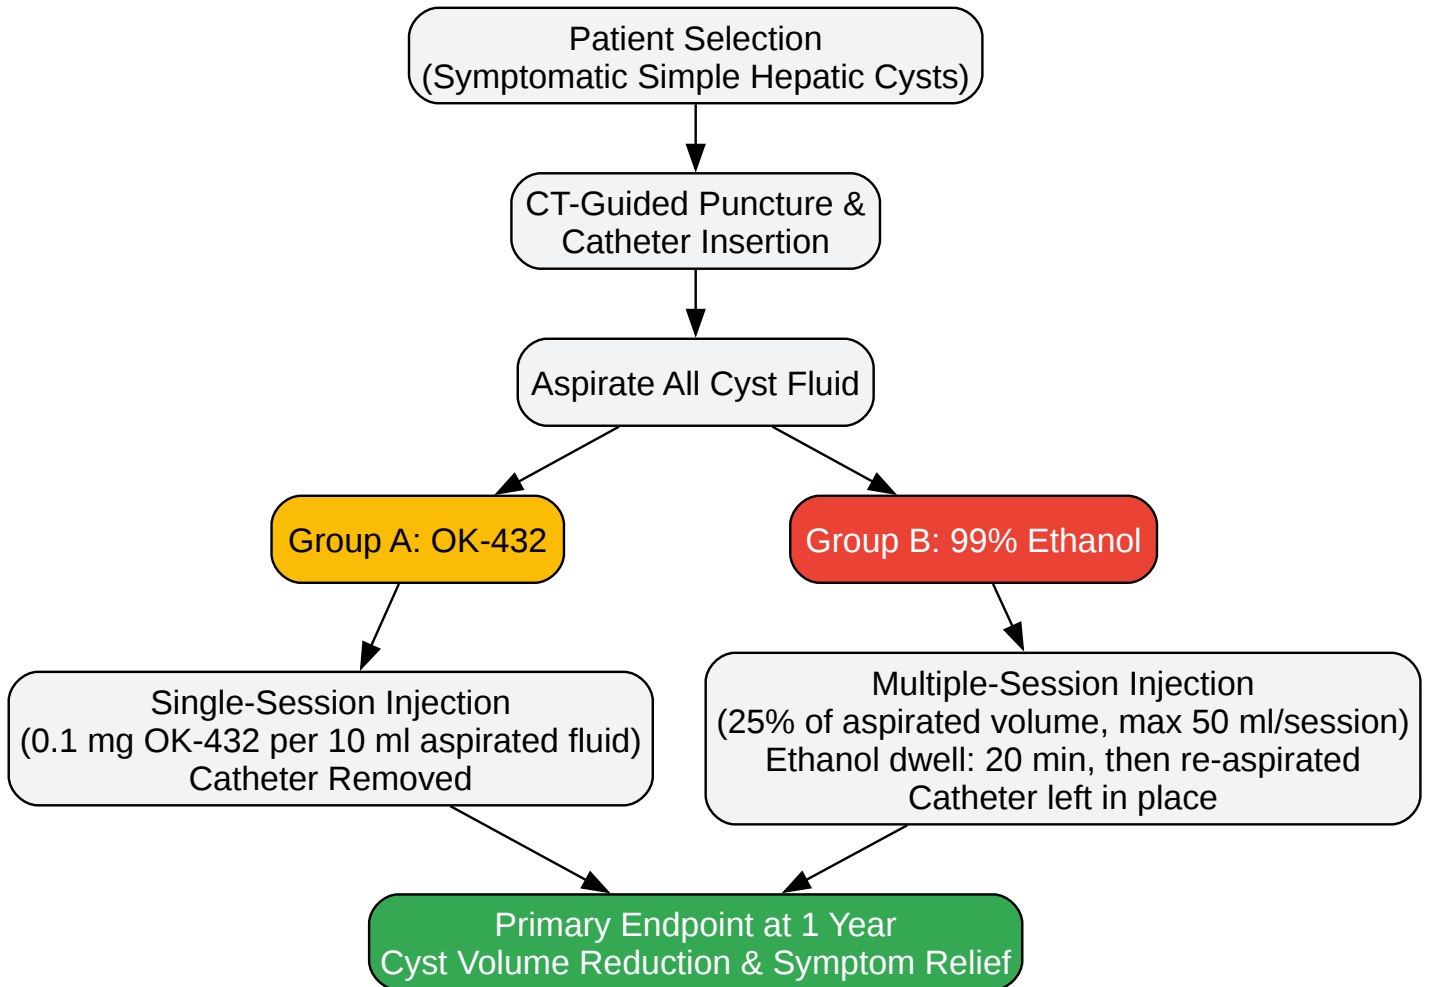 Patient Selection
(Symptomatic Simple Hepatic Cysts)
CT-Guided Puncture &
Catheter Insertion
Aspirate All Cyst Fluid
Group A: OK-432
Group B: 99% Ethanol
Single-Session Injection
(0.1 mg OK-432 per 10 ml aspirated fluid)
Catheter Removed
Multiple-Session Injection
(25% of aspirated volume, max 50 ml/session)
Ethanol dwell: 20 min, then re-aspirated
Catheter left in place
Primary Endpoint at 1 Year
Cyst Volume Reduction & Symptom Relief